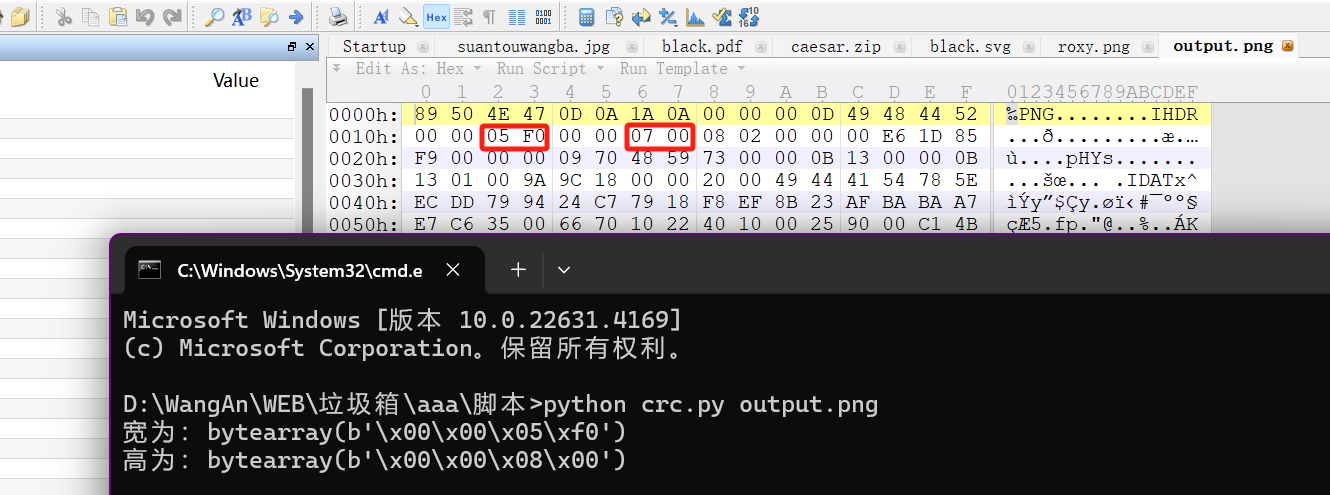 Hex
Startup suantouwangba.jpg black.pdf caesar.zip black.svg roxy.png output.png
Value
Edit As: Hex Run Script Run Template
0 1 2 3 4 5 6 7 8 9 A B C D E F 0123456789ABCDEF
0000h: 89 50 4E 47 0D 0A 1A 0A 00 00 00 0D 49 48 44 52 ‰PNG........IHDR
0010h: 00 00 05 F0 00 00 07 00 08 02 00 00 00 E6 1D 85 ...ð.........æ.…
0020h: F9 00 00 00 09 70 48 59 73 00 00 0B 13 00 00 0B ù....pHYs.......
0030h: 13 01 00 9A 9C 18 00 00 20 00 49 44 41 54 78 5E ...šœ... .IDATx^
0040h: EC DD 79 94 24 C7 79 18 F8 EF 8B 23 AF BA BA A7 ìÝy”$Çy.øï‹#¯ºº§
0050h: E7 C6 35 00 66 70 10 22 40 10 00 25 90 00 C1 4B çÆ5.fp."@..%..ÁK
C:\Windows\System32\cmd.e
Microsoft Windows [版本 10.0.22631.4169]
(c) Microsoft Corporation。保留所有权利。
D:\WangAn\WEB\垃圾箱\aaa\脚本>python crc.py output.png
宽为: bytearray(b'\x00\x00\x05\xf0')
高为: bytearray(b'\x00\x00\x08\x00')